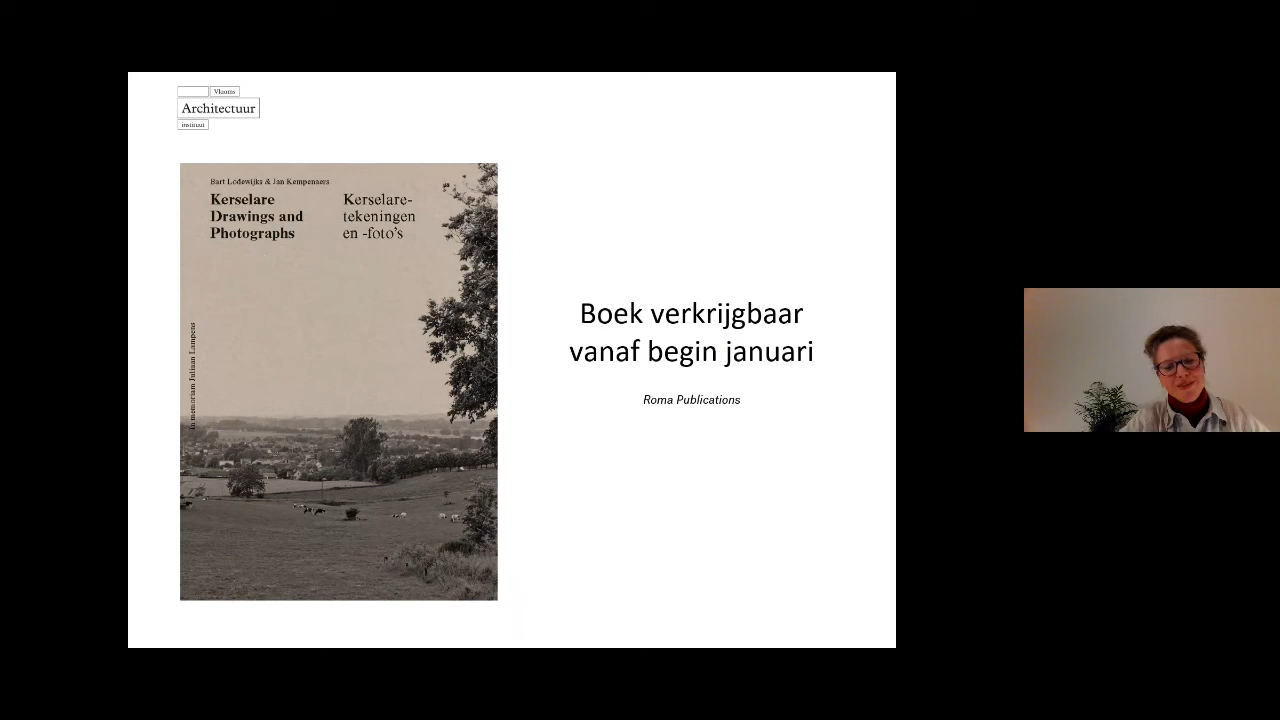 Vlaams
Architectuur
instituut
Bart Lodewijks & Jan Kempenaers
Kerselare
Drawings and
Photographs
Kerselare-
tekeningen
en -foto's
In memoriam Juliaan Lampens
Boek verkrijgbaar
vanaf begin januari
Roma Publications